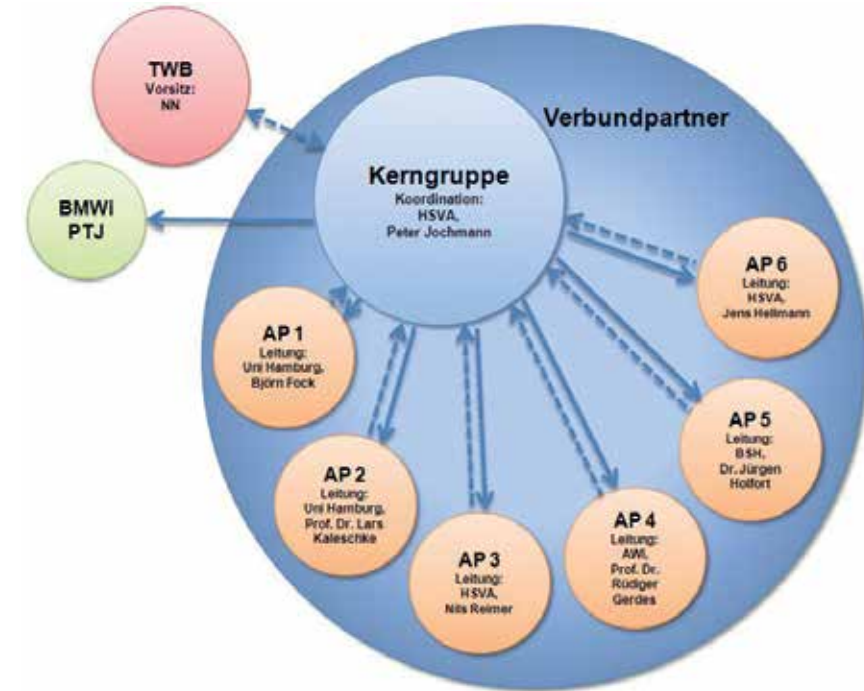 TWB
Vorsitz:
NN
Verbundpartner
Kerngruppe
Koordination:
HSVA,
Peter Jochmann
BMWI
PTJ
AP 6
Leitung:
HSVA,
Jens Hellmann
AP 1
Leitung:
Uni Hamburg,
Björn Fock
AP 5
Leitung:
BSH,
Dr. Jürgen
Holfort
AP 2
Leitung:
Uni Hamburg,
Prof. Dr. Lars
Kaleschke
AP 4
Leitung:
AWI,
Prof. Dr.
Rüdiger
Gerdes
AP 3
Leitung:
HSVA,
Nils Reimer